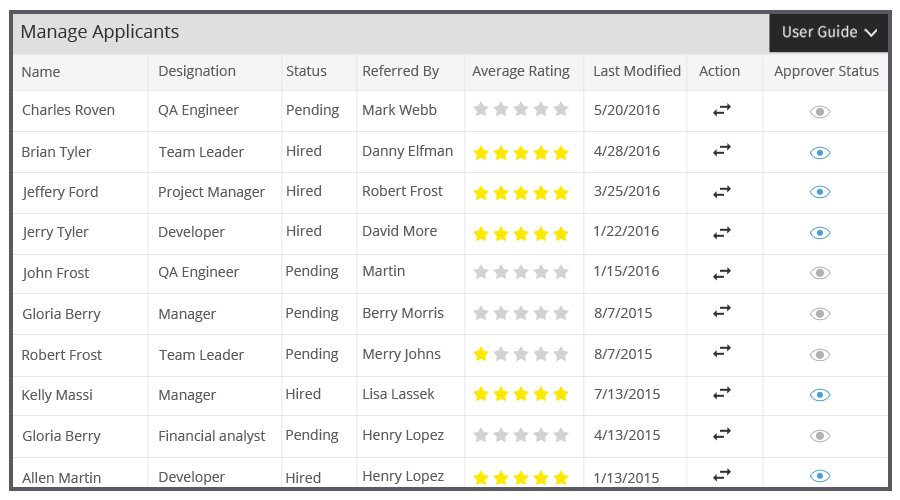 Manage Applicants User Guide
Name Designation Status Referred By Average Rating Last Modified Action Approver Status
Charles Roven QA Engineer Pending Mark Webb 5/20/2016
Brian Tyler Team Leader Hired Danny Elfman 4/28/2016
Jeffery Ford Project Manager Hired Robert Frost 3/25/2016
Jerry Tyler Developer Hired David More 1/22/2016
John Frost QA Engineer Pending Martin 1/15/2016
Gloria Berry Manager Pending Berry Morris 8/7/2015
Robert Frost Team Leader Pending Merry Johns 8/7/2015
Kelly Massi Manager Hired Lisa Lassek 7/13/2015
Gloria Berry Financial analyst Pending Henry Lopez 4/13/2015
Allen Martin Developer Hired Henry Lopez 1/13/2015